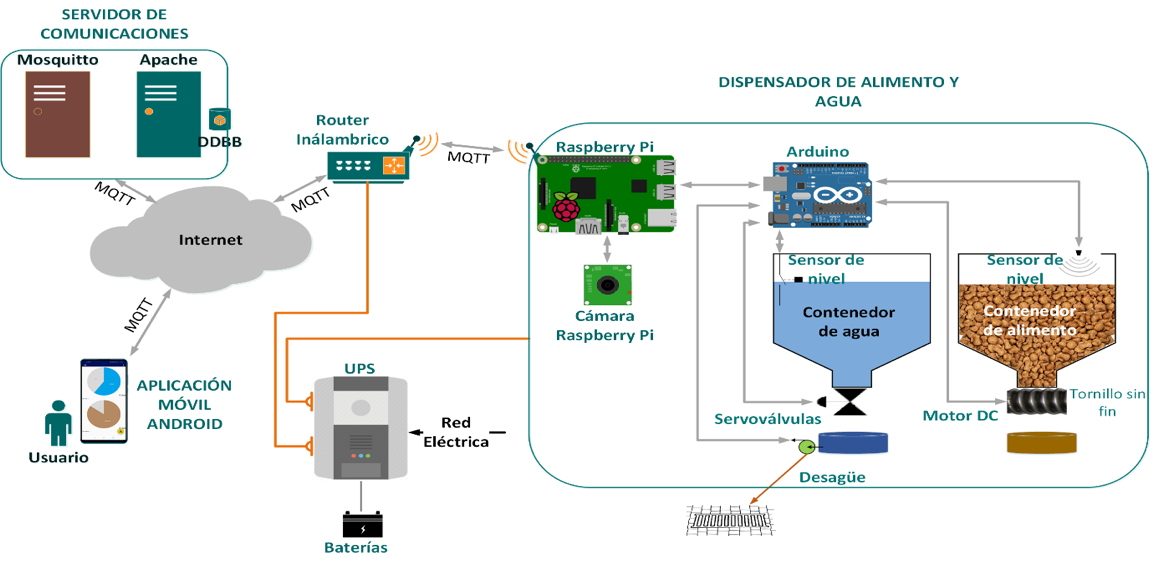 SERVIDOR DE
COMUNICACIONES
Mosquitto
Apache
DDBB
MQTT
Internet
MQTT
MQTT
Router
Inálambrico
MQTT
Usuario
APLICACIÓN
MÓVIL
ANDROID
UPS
Red
Eléctrica
Baterías
DISPENSADOR DE ALIMENTO Y
AGUA
Raspberry Pi
Cámara
Raspberry Pi
Arduino
Sensor de
nivel
Contenedor
de agua
Sensor de
nivel
Contenedor
de alimento
Servoválvulas
Motor DC
Tornillo sin
fin
Desagüe